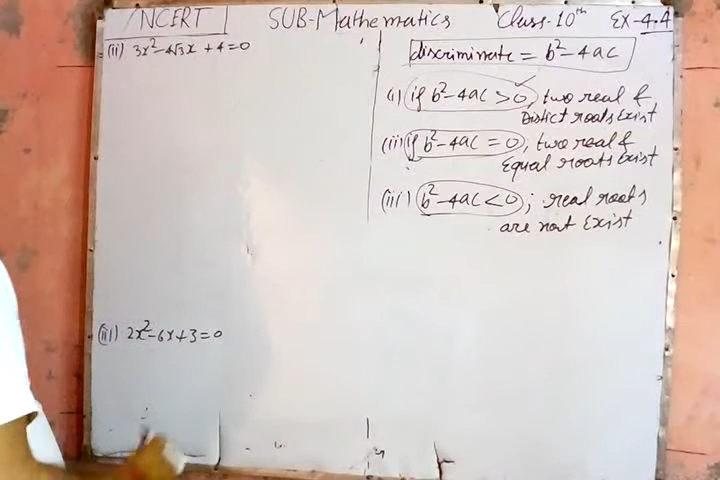 NCERT SUB-Mathematics Class-10th EX-4.4
(ii) 3x²-4√3x+4=0
discriminate = b²-4ac
(i) if b²-4ac>0, two real &
Distict roots Exist
(ii) if b²-4ac=0, two real &
Equal roots Exist
(iii) b²-4ac<0; real roots
are not Exist
(iii) 2x²-6x+3=0